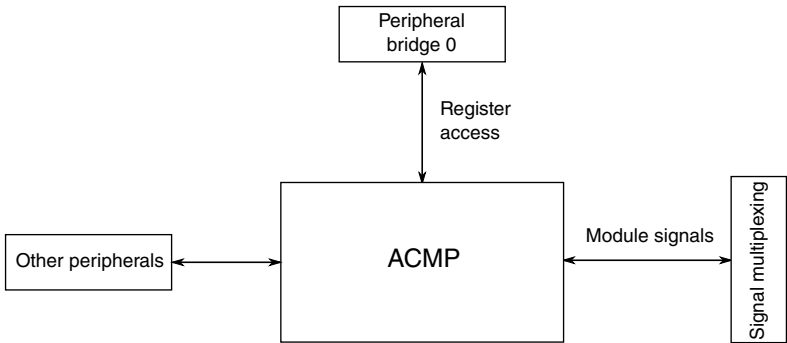 Peripheral
bridge 0
Register
access
Other peripherals
ACMP
Module signals
Signal multiplexing